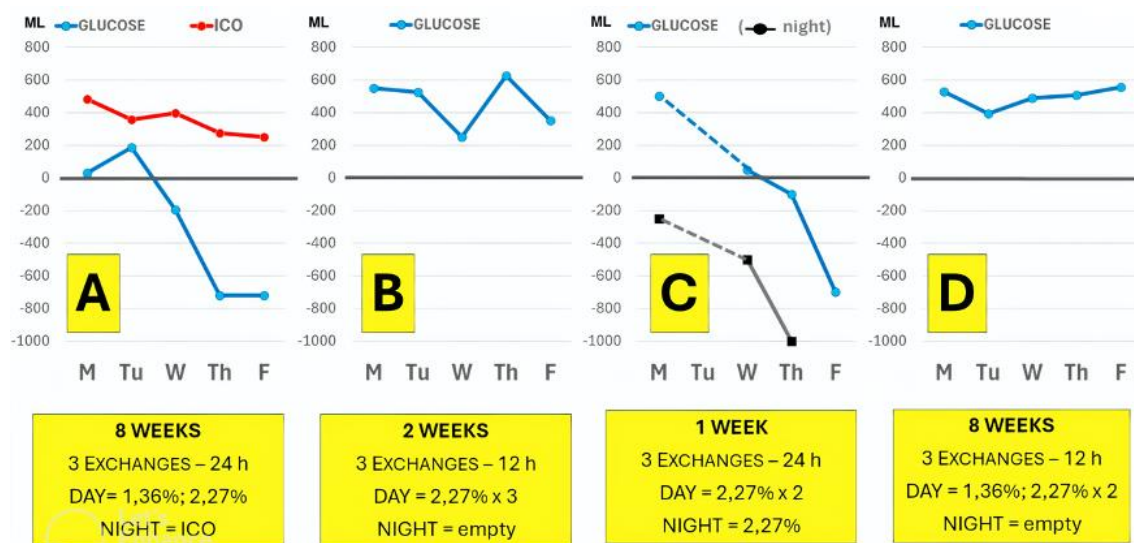 ML GLUCOSE ICO
800
600
400
200
0
-200
-400
-600
-800
-1000
A
M Tu W Th F
8 WEEKS
3 EXCHANGES – 24 h
DAY= 1,36%; 2,27%
NIGHT = ICO
ML GLUCOSE
800
600
400
200
0
-200
-400
-600
-800
-1000
B
M Tu W Th F
2 WEEKS
3 EXCHANGES – 12 h
DAY = 2,27% x 3
NIGHT = empty
ML GLUCOSE ( night)
800
600
400
200
0
-200
-400
-600
-800
-1000
C
M Tu W Th F
1 WEEK
3 EXCHANGES – 24 h
DAY = 2,27% x 2
NIGHT = 2,27%
ML GLUCOSE
800
600
400
200
0
-200
-400
-600
-800
-1000
D
M Tu W Th F
8 WEEKS
3 EXCHANGES – 12 h
DAY = 1,36%; 2,27% x 2
NIGHT = empty